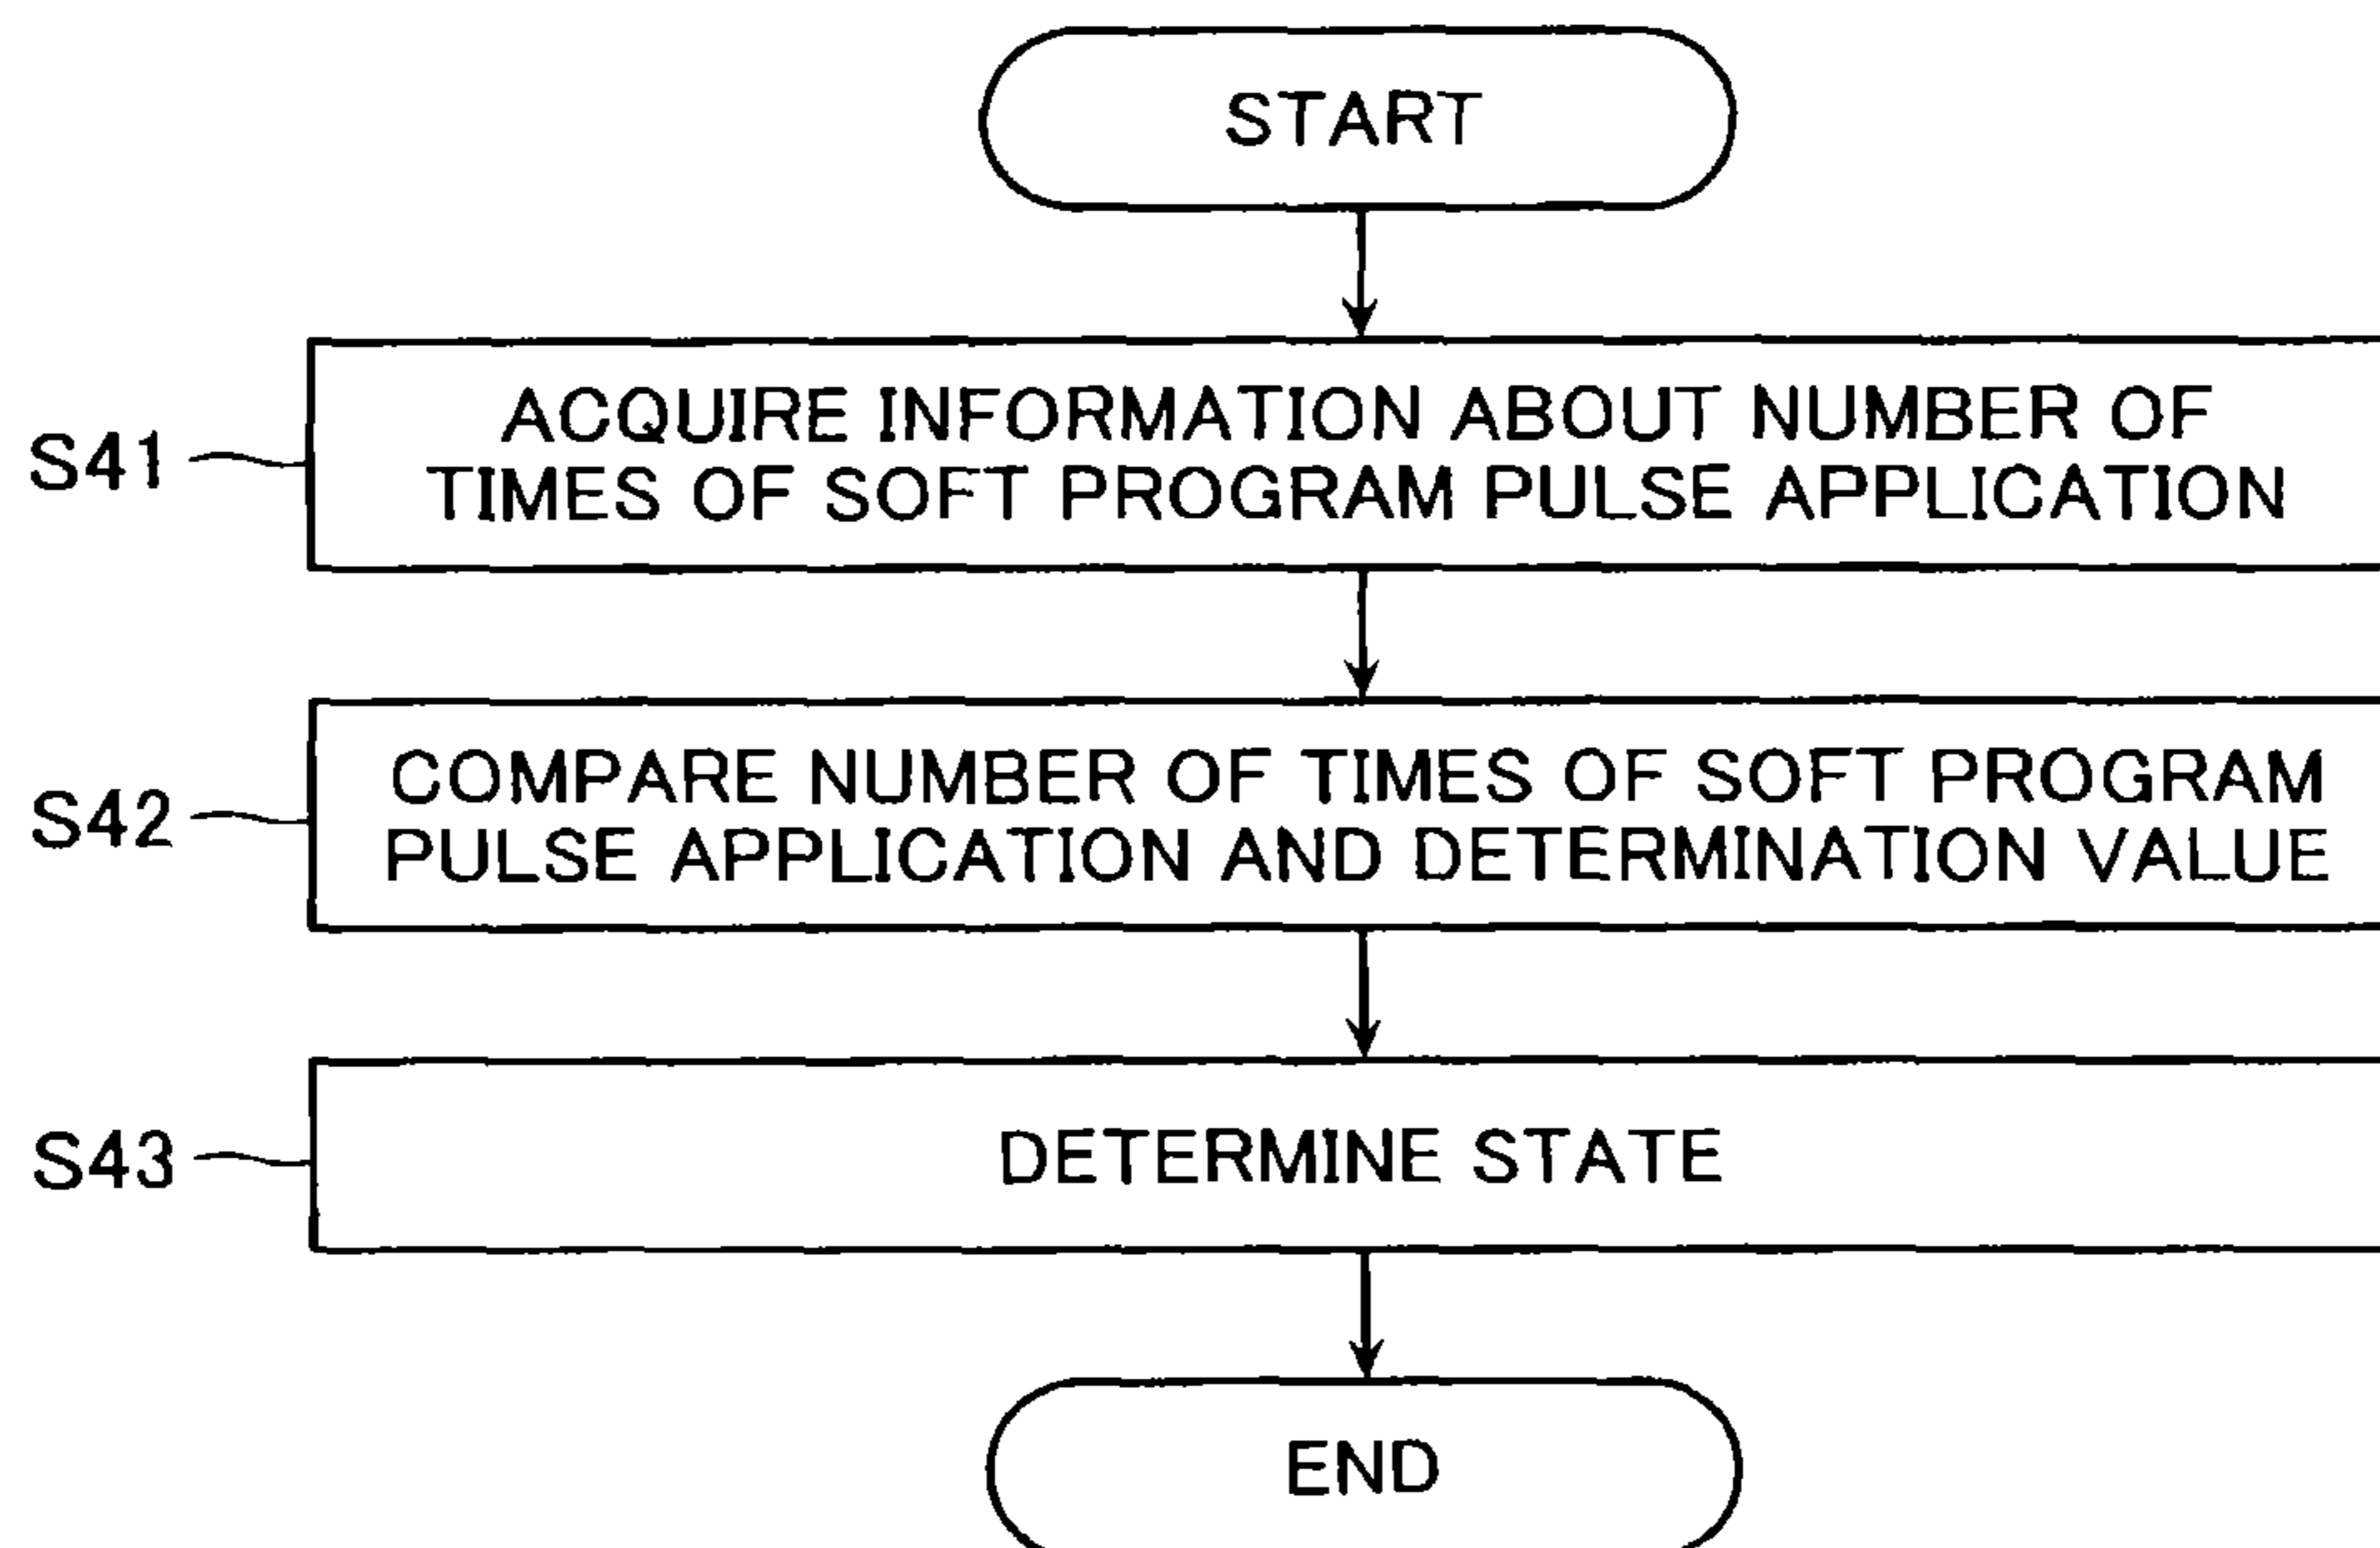 START
S41
ACQUIRE INFORMATION ABOUT NUMBER OF
TIMES OF SOFT PROGRAM PULSE APPLICATION
S42
COMPARE NUMBER OF TIMES OF SOFT PROGRAM
PULSE APPLICATION AND DETERMINATION VALUE
S43
DETERMINE STATE
END